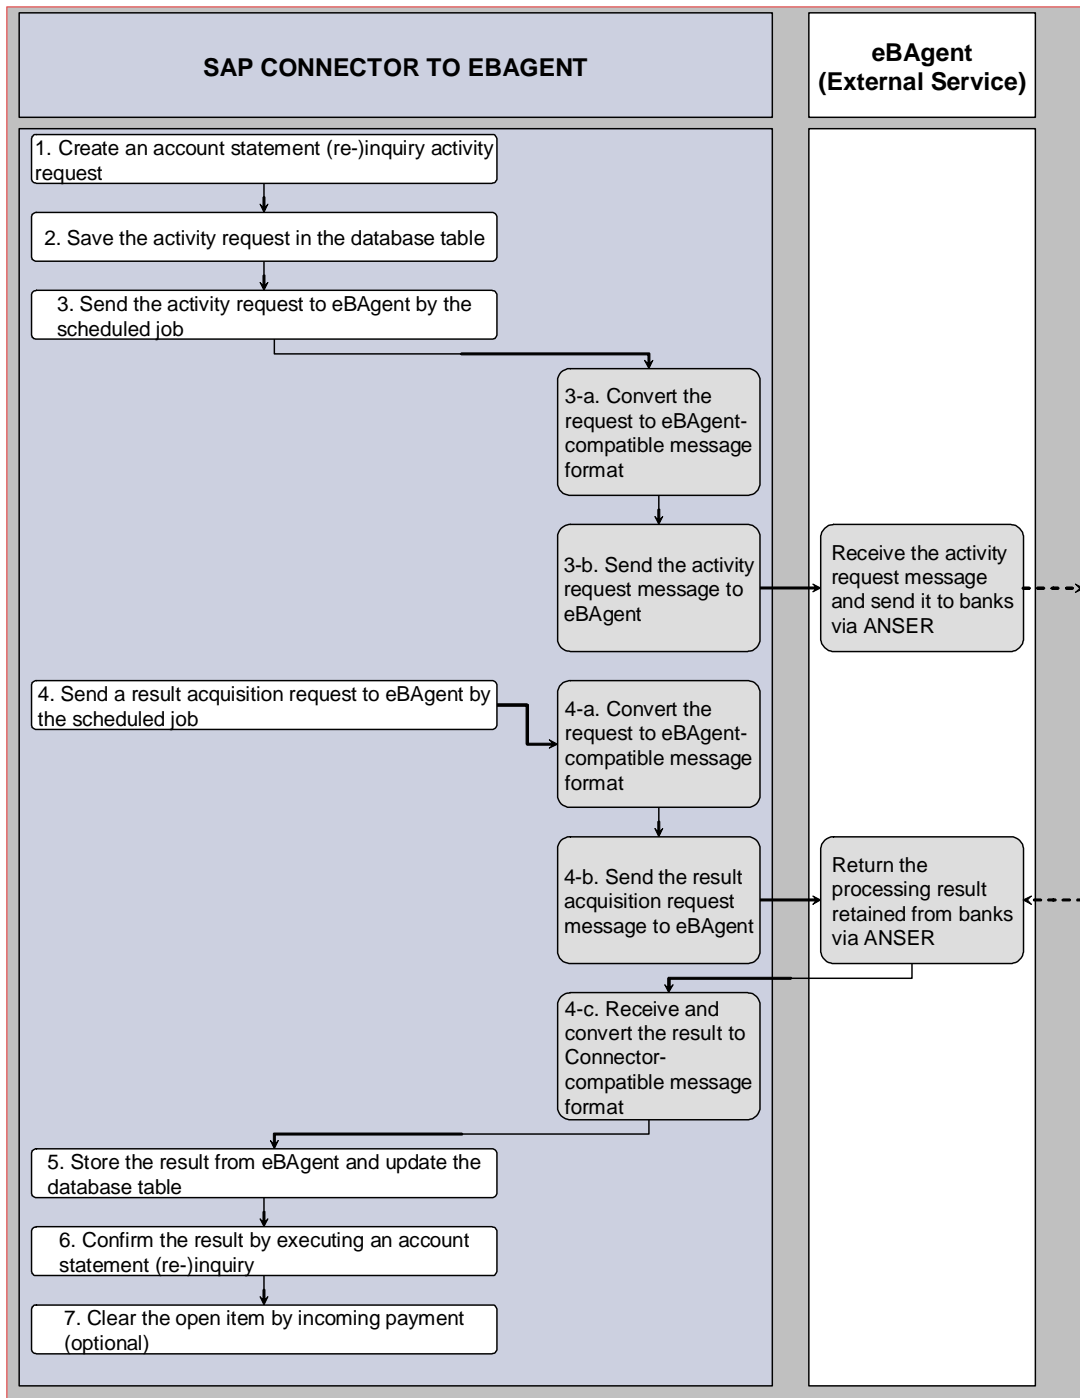 SAP CONNECTOR TO EBAGENT
eBAgent
(External Service)
1. Create an account statement (re-)inquiry activity
request
2. Save the activity request in the database table
3. Send the activity request to eBAgent by the
scheduled job
3-a. Convert the
request to eBAgent-
compatible message
format
3-b. Send the activity
request message to
eBAgent
Receive the activity
request message
and send it to banks
via ANSER
4. Send a result acquisition request to eBAgent by
the scheduled job
4-a. Convert the
request to eBAgent-
compatible message
format
4-b. Send the result
acquisition request
message to eBAgent
Return the
processing result
retained from banks
via ANSER
4-c. Receive and
convert the result to
Connector-
compatible message
format
5. Store the result from eBAgent and update the
database table
6. Confirm the result by executing an account
statement (re-)inquiry
7. Clear the open item by incoming payment
(optional)